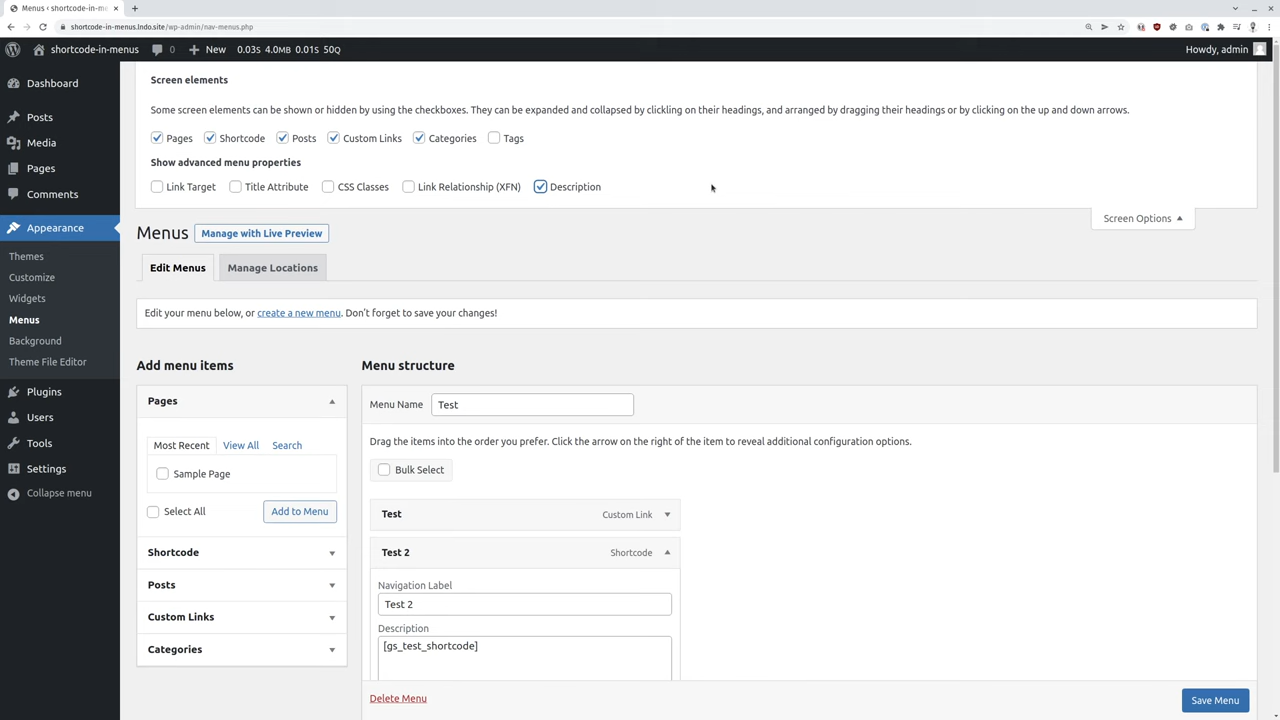 Menus < shortcode-in-menus
shortcode-in-menus.lndo.site/wp-admin/nav-menus.php
shortcode-in-menus
0
New
0.03s 4.0MB 0.01s 50Q
Howdy, admin
Dashboard
Posts
Media
Pages
Comments
Appearance
Themes
Customize
Widgets
Menus
Background
Theme File Editor
Plugins
Users
Tools
Settings
Collapse menu
Screen elements
Some screen elements can be shown or hidden by using the checkboxes. They can be expanded and collapsed by clickling on their headings, and arranged by dragging their headings or by clicking on the up and down arrows.
Pages Shortcode Posts Custom Links Categories Tags
Show advanced menu properties
Link Target Title Attribute CSS Classes Link Relationship (XFN) Description
Screen Options
Menus
Manage with Live Preview
Edit Menus
Manage Locations
Edit your menu below, or create a new menu. Don't forget to save your changes!
Add menu items
Pages
Most Recent View All Search
Sample Page
Select All
Add to Menu
Shortcode
Posts
Custom Links
Categories
Menu structure
Menu Name Test
Drag the items into the order you prefer. Click the arrow on the right of the item to reveal additional configuration options.
Bulk Select
Test Custom Link
Test 2 Shortcode
Navigation Label
Test 2
Description
[gs_test_shortcode]
Delete Menu
Save Menu